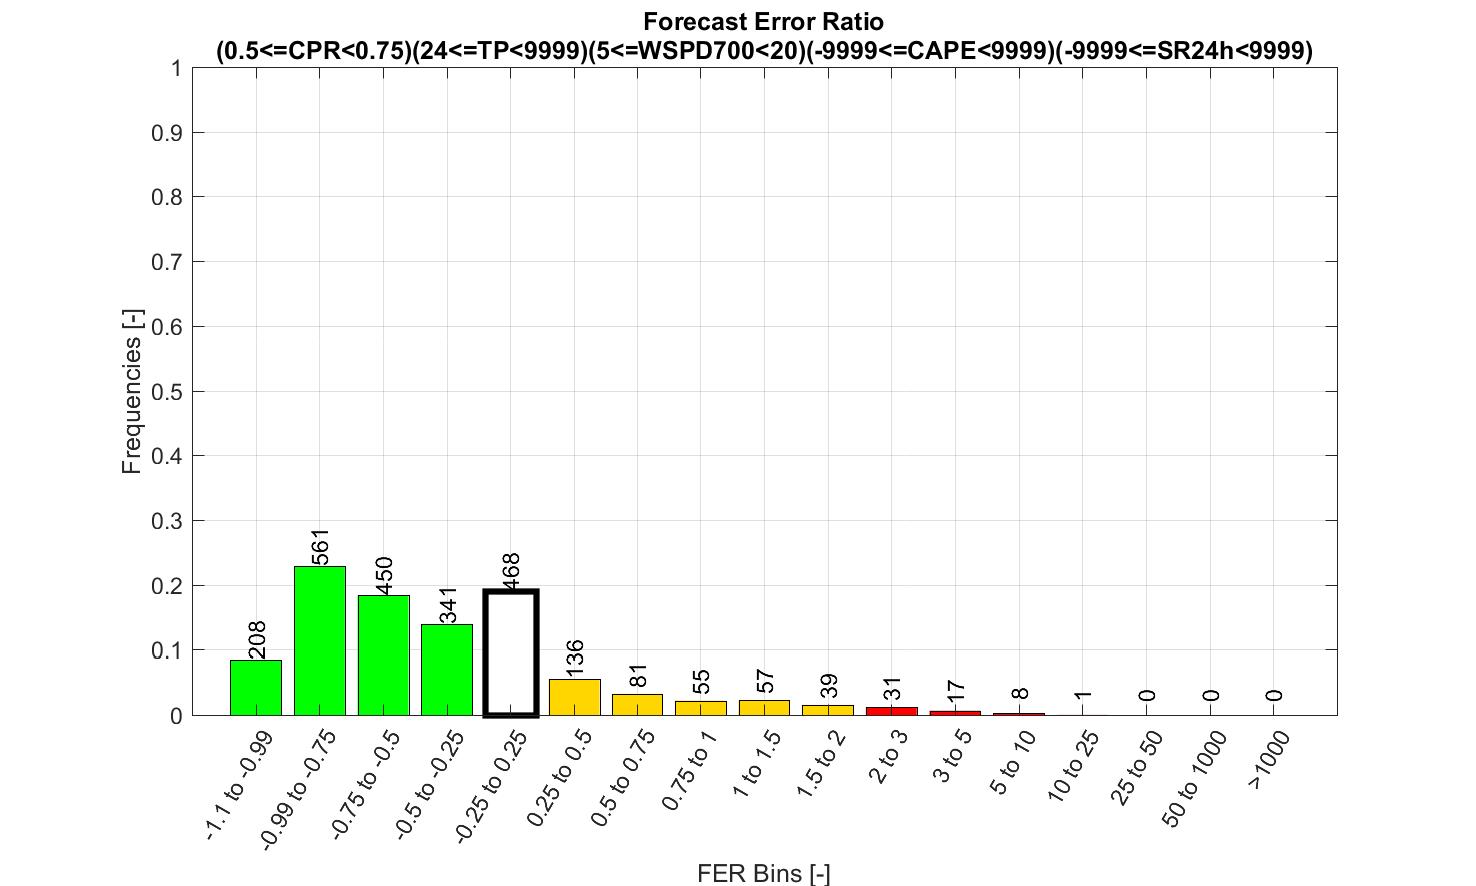 Forecast Error Ratio
(0.5<=CPR<0.75)(24<=TP<9999)(5<=WSPD700<20)(-9999<=CAPE<9999)(-9999<=SR24h<9999)
1
0.9
0.8
0.7
0.6
0.5
0.4
0.3
0.2
0.1
0
Frequencies [-]
208
561
450
341
468
136
81
55
57
39
31
17
8
1
0
0
0
-1.1 to -0.99
-0.99 to -0.75
-0.75 to -0.5
-0.5 to -0.25
-0.25 to 0.25
0.25 to 0.5
0.5 to 0.75
0.75 to 1
1 to 1.5
1.5 to 2
2 to 3
3 to 5
5 to 10
10 to 25
25 to 50
50 to 1000
>1000
FER Bins [-]